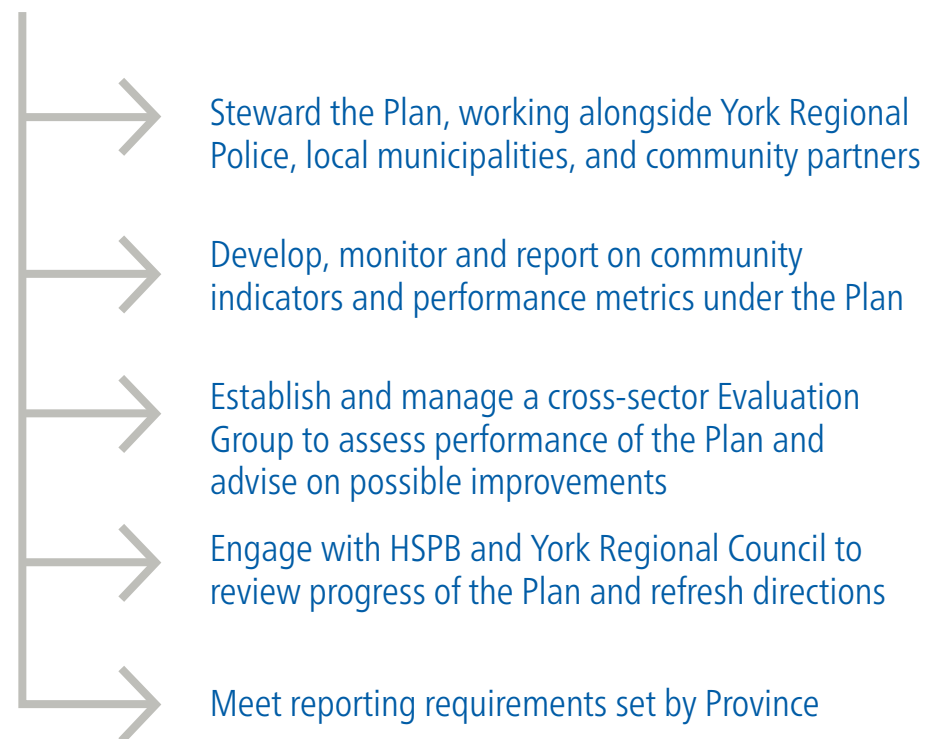 Steward the Plan, working alongside York Regional
Police, local municipalities, and community partners
Develop, monitor and report on community
indicators and performance metrics under the Plan
Establish and manage a cross-sector Evaluation
Group to assess performance of the Plan and
advise on possible improvements
Engage with HSPB and York Regional Council to
review progress of the Plan and refresh directions
Meet reporting requirements set by Province